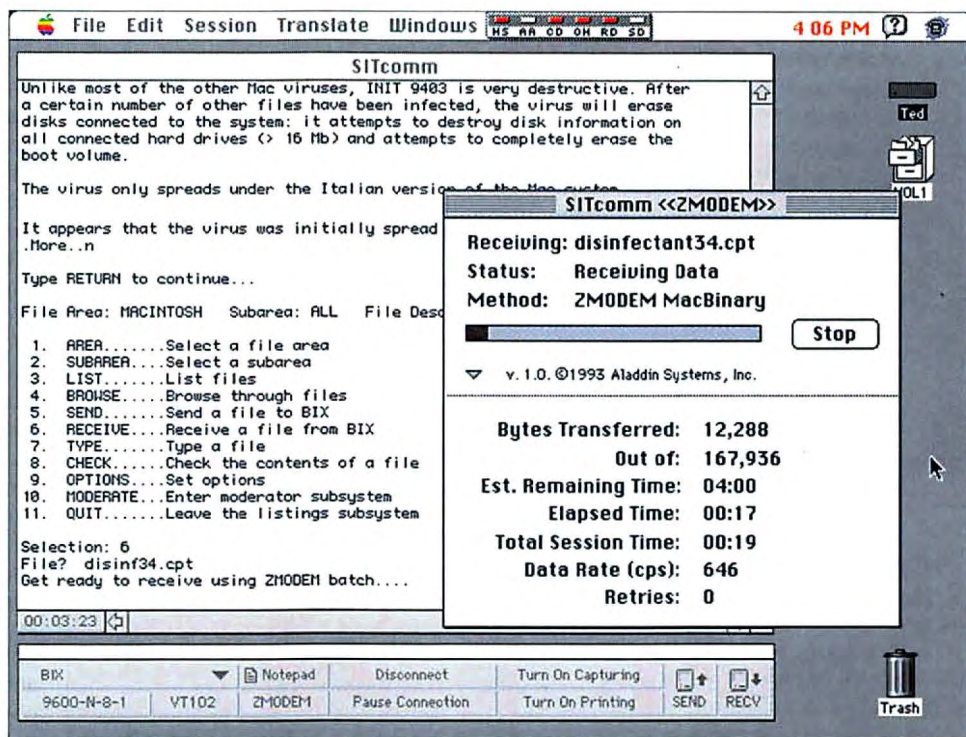 File Edit Session Translate Windows HS AA CD OH RD SD 4 06 PM
SITcomm
Unlike most of the other Mac viruses, INIT 9403 is very destructive. After
a certain number of other files have been infected, the virus will erase
disks connected to the system: it attempts to destroy disk information on
all connected hard drives (> 16 Mb) and attempts to completely erase the
boot volume.
The virus only spreads under the Italian version of the Mac system
It appears that the virus was initially spread
.More..n
Type RETURN to continue...
File Area: MACINTOSH Subarea: ALL File Desc
1. AREA.......Select a file area
2. SUBAREA....Select a subarea
3. LIST.......List files
4. BROWSE.....Browse through files
5. SEND.......Send a file to BIX
6. RECEIVE....Receive a file from BIX
7. TYPE.......Type a file
8. CHECK......Check the contents of a file
9. OPTIONS....Set options
10. MODERATE...Enter moderator subsystem
11. QUIT.......Leave the listings subsystem
Selection: 6
File? disinf34.cpt
Get ready to receive using ZMODEM batch....
00:03:23
SITcomm <<ZMODEM>>
Receiving: disinfectant34.cpt
Status: Receiving Data
Method: ZMODEM MacBinary
Stop
v. 1.0. ©1993 Aladdin Systems, Inc.
Bytes Transferred: 12,288
Out of: 167,936
Est. Remaining Time: 04:00
Elapsed Time: 00:17
Total Session Time: 00:19
Data Rate (cps): 646
Retries: 0
Ted
BIX Notepad Disconnect Turn On Capturing
9600-N-8-1 VT102 ZMODEM Pause Connection Turn On Printing SEND RECV
Trash